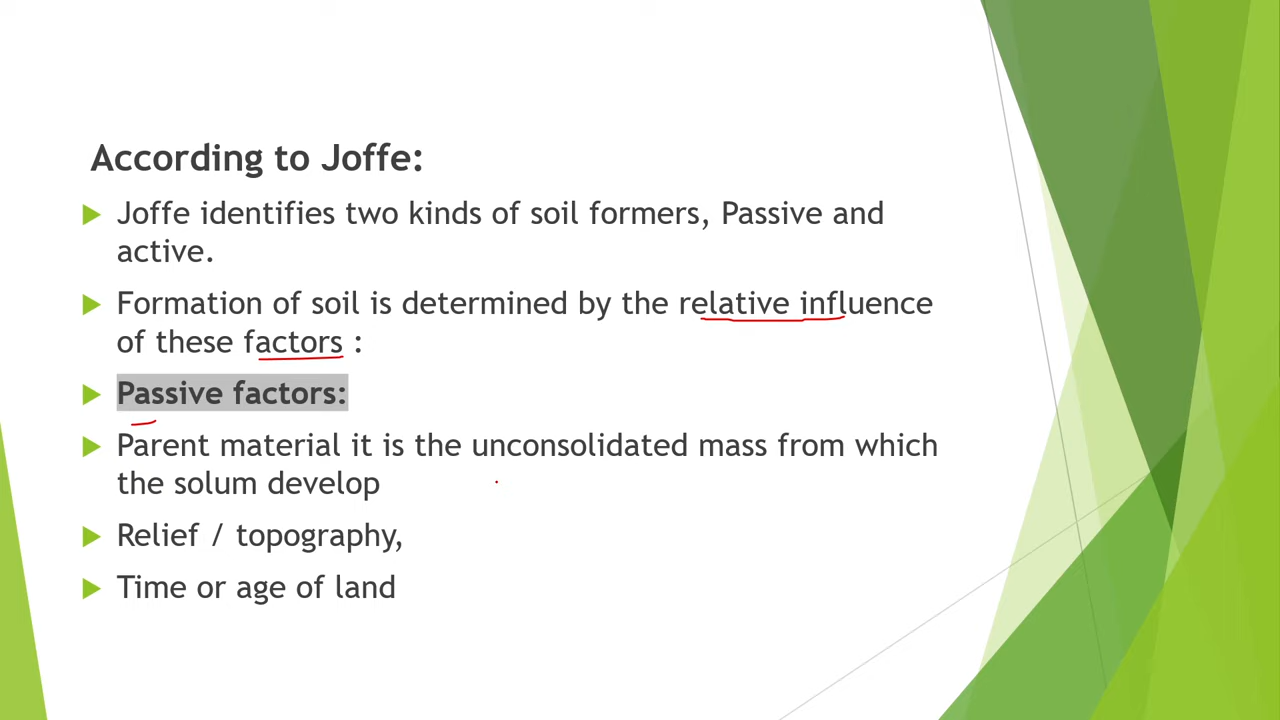 According to Joffe:
Joffe identifies two kinds of soil formers, Passive and
active.
Formation of soil is determined by the relative influence
of these factors :
Passive factors:
Parent material it is the unconsolidated mass from which
the solum develop
Relief / topography,
Time or age of land